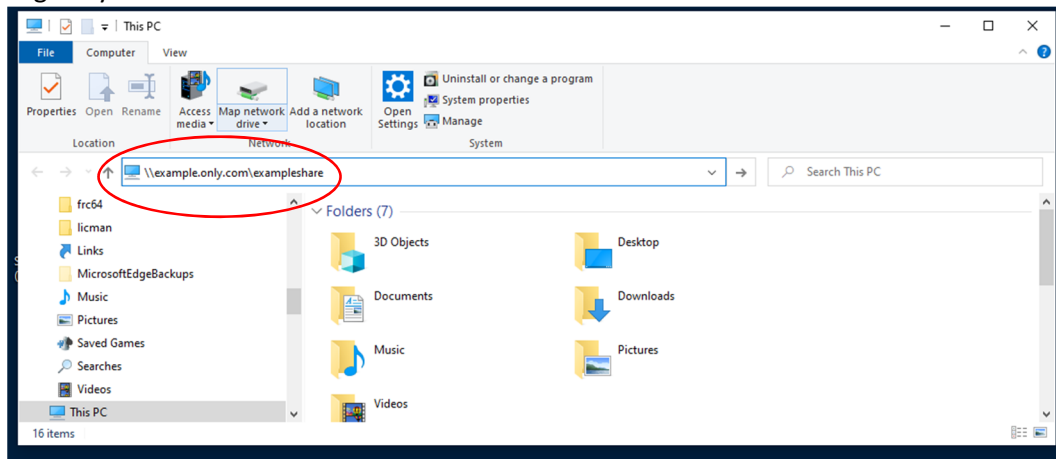 This PC
File Computer View
Properties Open Rename
Location
Access media
Map network drive
Add a network location
Network
Open Settings
Uninstall or change a program
System properties
Manage
System
\\example.only.com\exampleshare
Search This PC
frc64
licman
Links
MicrosoftEdgeBackups
Music
Pictures
Saved Games
Searches
Videos
This PC
Folders (7)
3D Objects
Desktop
Documents
Downloads
Music
Pictures
Videos
16 items